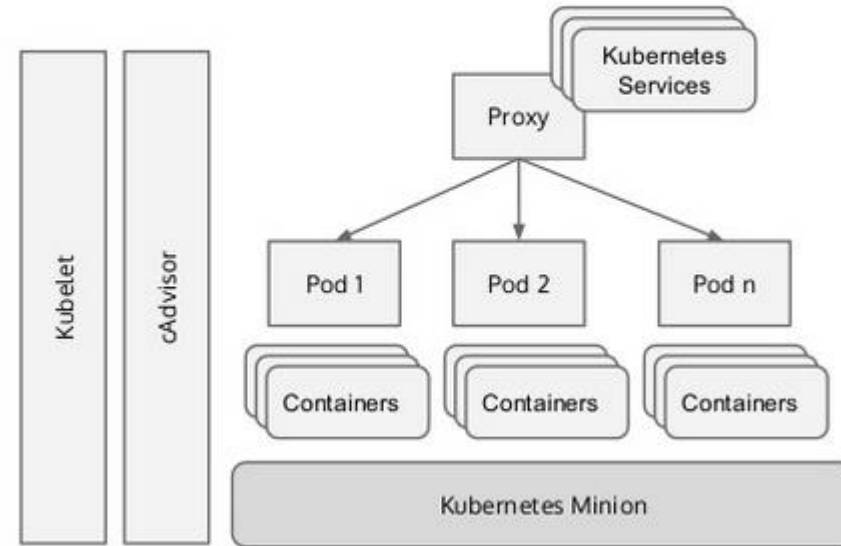 Kubernetes
Services
Proxy
Kubelet
cAdvisor
Pod 1
Pod 2
Pod n
Containers
Containers
Containers
Kubernetes Minion